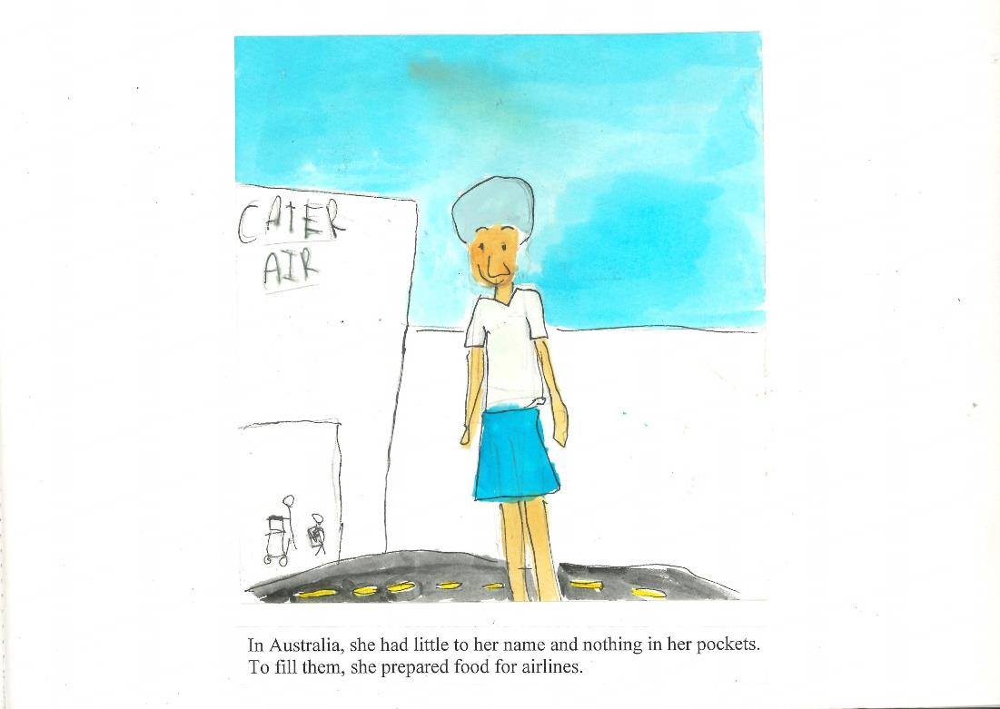 CATER
AIR
In Australia, she had little to her name and nothing in her pockets.
To fill them, she prepared food for airlines.